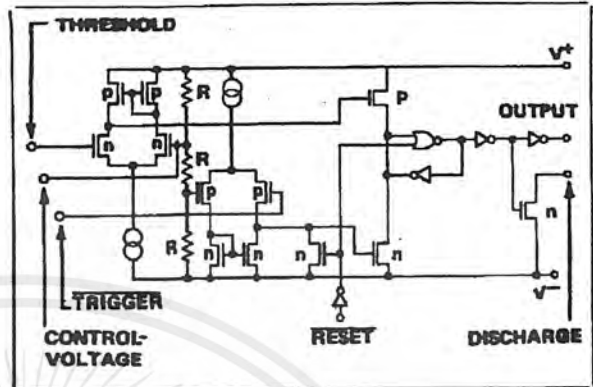 THRESHOLD
V+
P P R P
OUTPUT
n n R
P P
n
R n n n n
V−
TRIGGER
RESET
DISCHARGE
CONTROL-
VOLTAGE